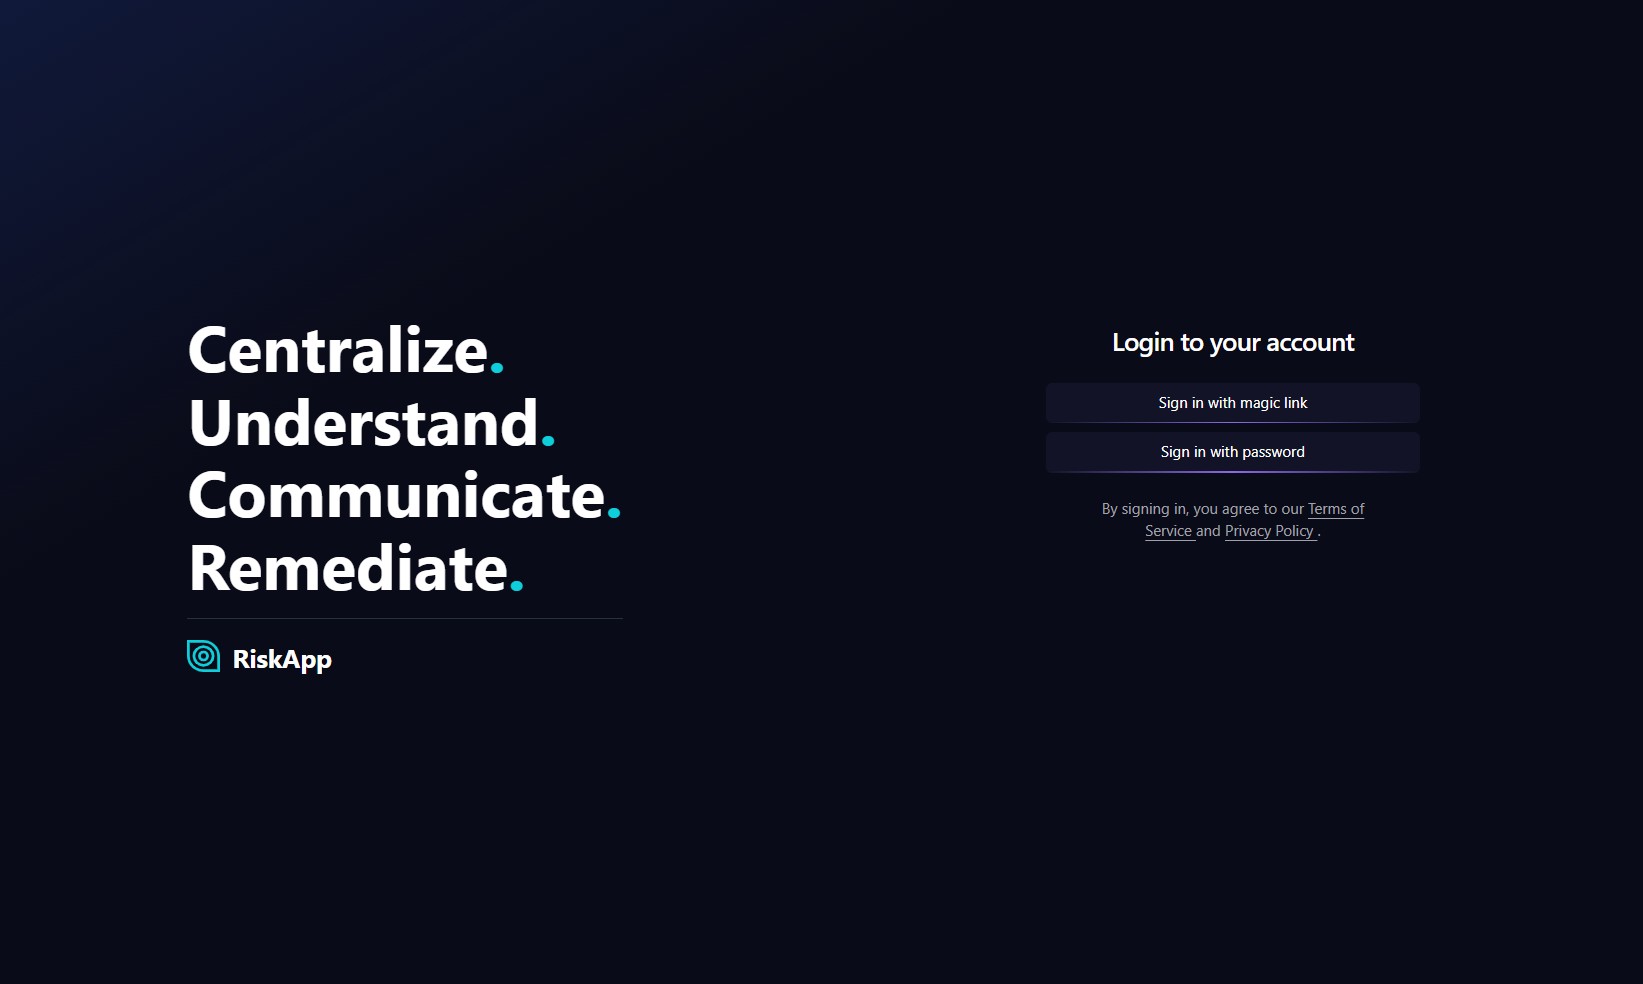 Centralize.
Understand.
Communicate.
Remediate.
RiskApp
Login to your account
Sign in with magic link
Sign in with password
By signing in, you agree to our Terms of
Service and Privacy Policy .